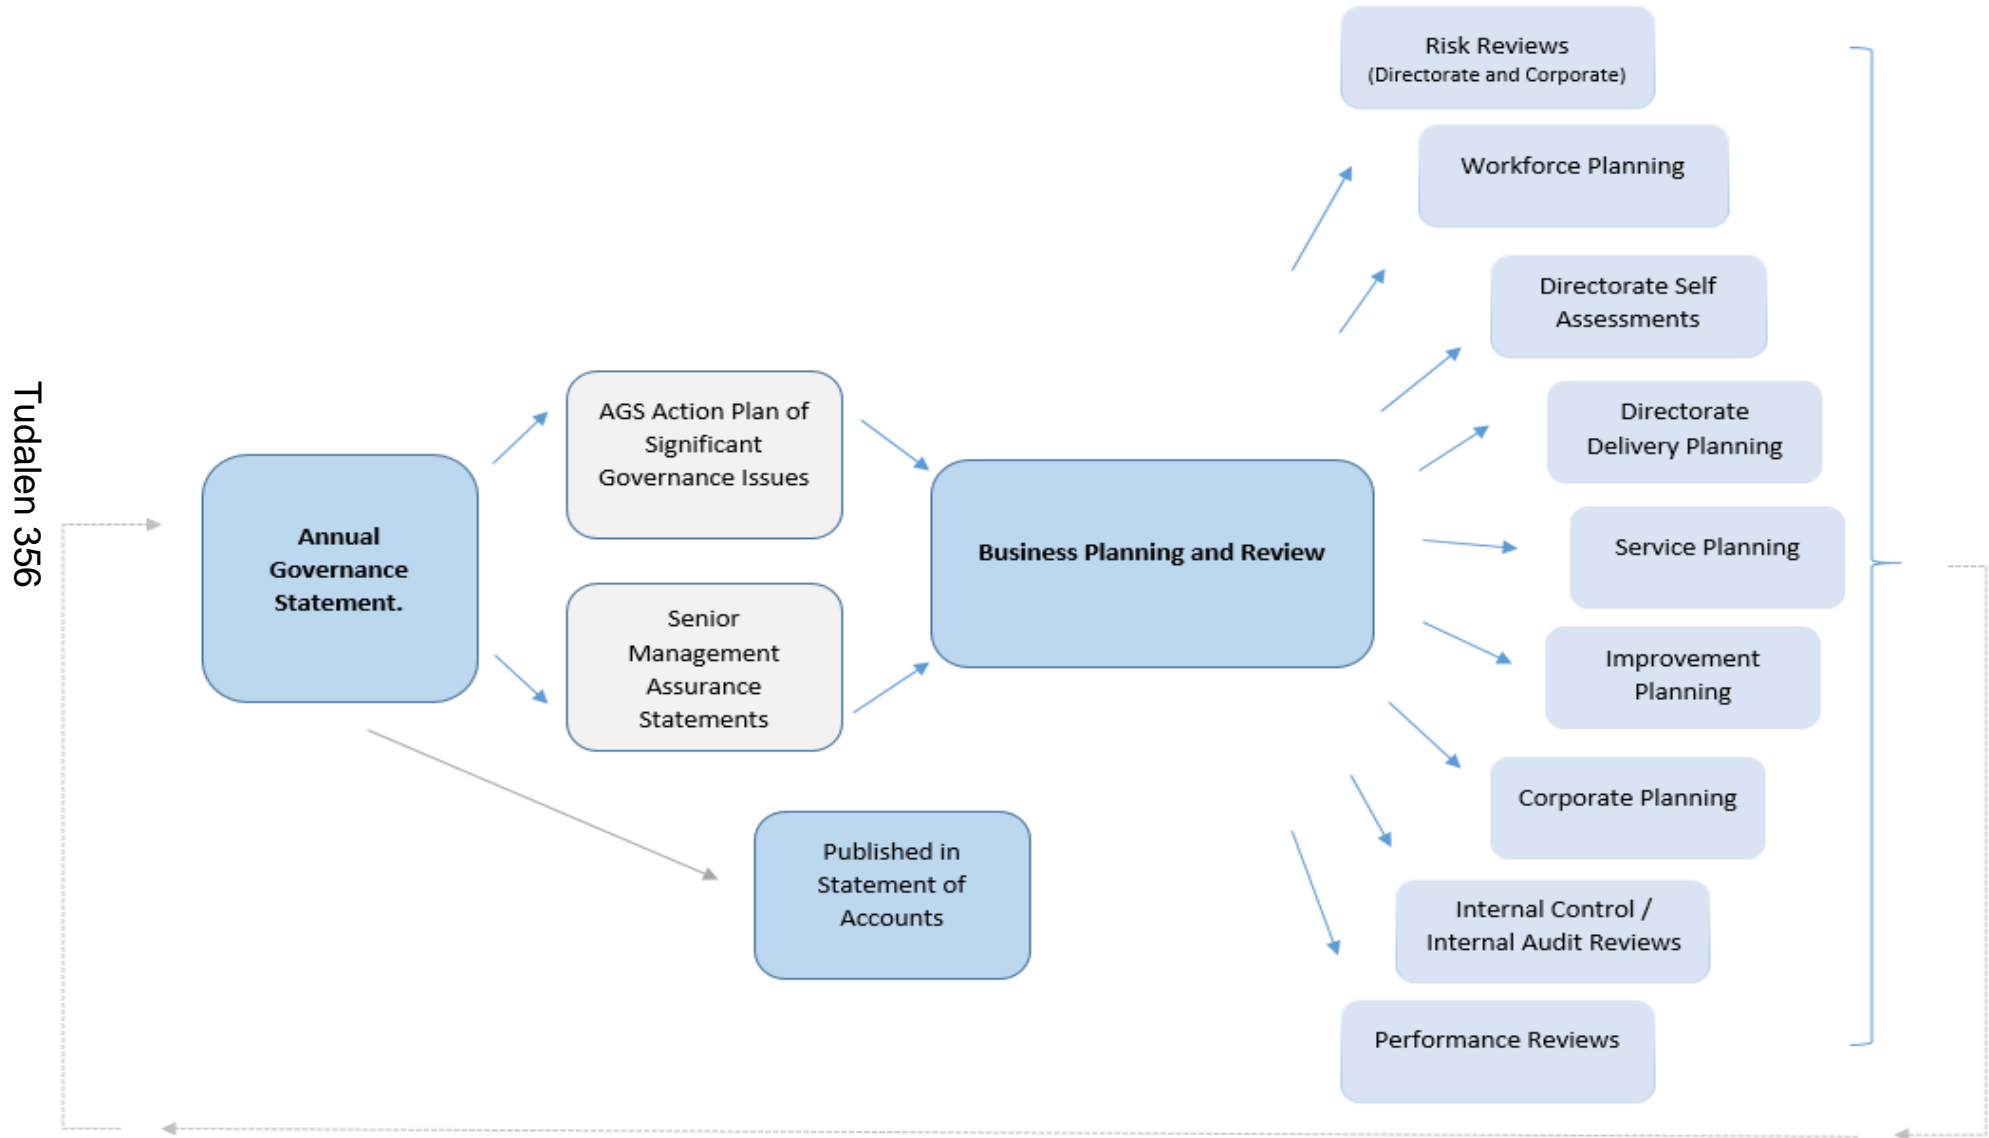 Tudalen 356
Annual
Governance
Statement.
AGS Action Plan of
Significant
Governance Issues
Senior
Management
Assurance
Statements
Published in
Statement of
Accounts
Business Planning and Review
Risk Reviews
(Directorate and Corporate)
Workforce Planning
Directorate Self
Assessments
Directorate
Delivery Planning
Service Planning
Improvement
Planning
Corporate Planning
Internal Control /
Internal Audit Reviews
Performance Reviews